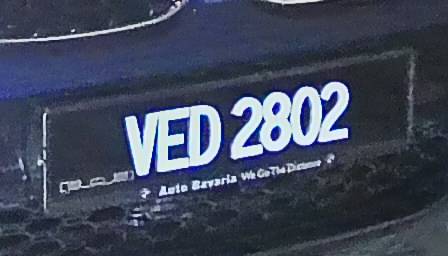 VED 2802
Auto Bavaria We Go The Distance